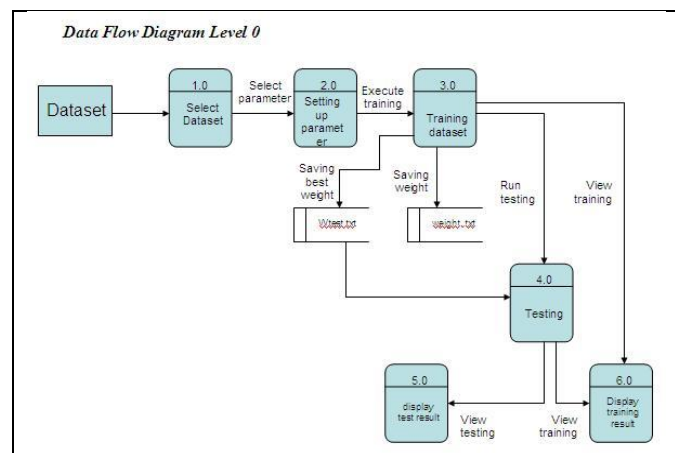 Data Flow Diagram Level 0
Dataset
1.0
Select
Dataset
Select
parameter
2.0
Setting
up
paramet
er
Execute
training
3.0
Training
dataset
Saving
best
weight
Saving
weight
Run
testing
View
training
Wtest.txt
weight.txt
4.0
Testing
5.0
display
test result
View
testing
View
training
6.0
Display
training
result